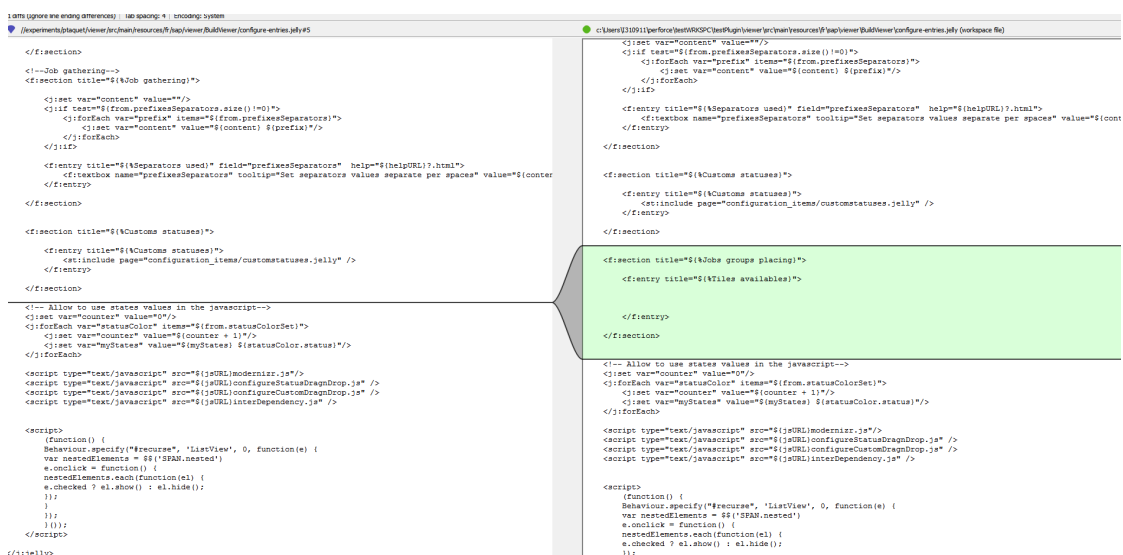 1 diffs (Ignore line ending differences) | Tab spacing: 4 | Encoding: System
//experiments/ptaquet/viewer/src/main/resources/fr/sap/viewer/BuildViewer/configure-entries.jelly#5
</f:section>
<!--Job gathering-->
<f:section title="${%Job gathering}">
<j:set var="content" value=""/>
<j:if test="${from.prefixesSeparators.size()!=0}">
<j:forEach var="prefix" items="${from.prefixesSeparators}">
<j:set var="content" value="${content} ${prefix}"/>
</j:forEach>
</j:if>
<f:entry title="${%Separators used}" field="prefixesSeparators"  help="${helpURL}?.html">
<f:textbox name="prefixesSeparators" tooltip="Set separators values separate per spaces" value="${conten
</f:entry>
</f:section>
<f:section title="${%Customs statuses}">
<f:entry title="${%Customs statuses}">
<st:include page="configuration_items/customstatuses.jelly" />
</f:entry>
</f:section>
<!-- Allow to use states values in the javascript-->
<j:set var="counter" value="0"/>
<j:forEach var="statusColor" items="${from.statusColorSet}">
<j:set var="counter" value="${counter + 1}"/>
<j:set var="myStates" value="${myStates} ${statusColor.status}"/>
</j:forEach>
<script type="text/javascript" src="${jsURL}modernizr.js"/>
<script type="text/javascript" src="${jsURL}configureStatusDragnDrop.js" />
<script type="text/javascript" src="${jsURL}configureCustomDragnDrop.js" />
<script type="text/javascript" src="${jsURL}interDependency.js" />
<script>
(function() {
Behaviour.specify("#recurse", 'ListView', 0, function(e) {
var nestedElements = $$('SPAN.nested')
e.onclick = function() {
nestedElements.each(function(el) {
e.checked ? el.show() : el.hide();
});
}
});
}());
</script>
</j:jelly>
c:\Users\I310911\perforce\testWRKSPC\testPlugin\viewer\src\main\resources\fr\sap\viewer\BuildViewer\configure-entries.jelly (workspace file)
<j:set var="content" value=""/>
<j:if test="${from.prefixesSeparators.size()!=0}">
<j:forEach var="prefix" items="${from.prefixesSeparators}">
<j:set var="content" value="${content} ${prefix}"/>
</j:forEach>
</j:if>
<f:entry title="${%Separators used}" field="prefixesSeparators"  help="${helpURL}?.html">
<f:textbox name="prefixesSeparators" tooltip="Set separators values separate per spaces" value="${cont
</f:entry>
</f:section>
<f:section title="${%Customs statuses}">
<f:entry title="${%Customs statuses}">
<st:include page="configuration_items/customstatuses.jelly" />
</f:entry>
</f:section>
<f:section title="${%Jobs groups placing}">
<f:entry title="${%Tiles availables}">
</f:entry>
</f:section>
<!-- Allow to use states values in the javascript-->
<j:set var="counter" value="0"/>
<j:forEach var="statusColor" items="${from.statusColorSet}">
<j:set var="counter" value="${counter + 1}"/>
<j:set var="myStates" value="${myStates} ${statusColor.status}"/>
</j:forEach>
<script type="text/javascript" src="${jsURL}modernizr.js"/>
<script type="text/javascript" src="${jsURL}configureStatusDragnDrop.js" />
<script type="text/javascript" src="${jsURL}configureCustomDragnDrop.js" />
<script type="text/javascript" src="${jsURL}interDependency.js" />
<script>
(function() {
Behaviour.specify("#recurse", 'ListView', 0, function(e) {
var nestedElements = $$('SPAN.nested')
e.onclick = function() {
nestedElements.each(function(el) {
e.checked ? el.show() : el.hide();
});